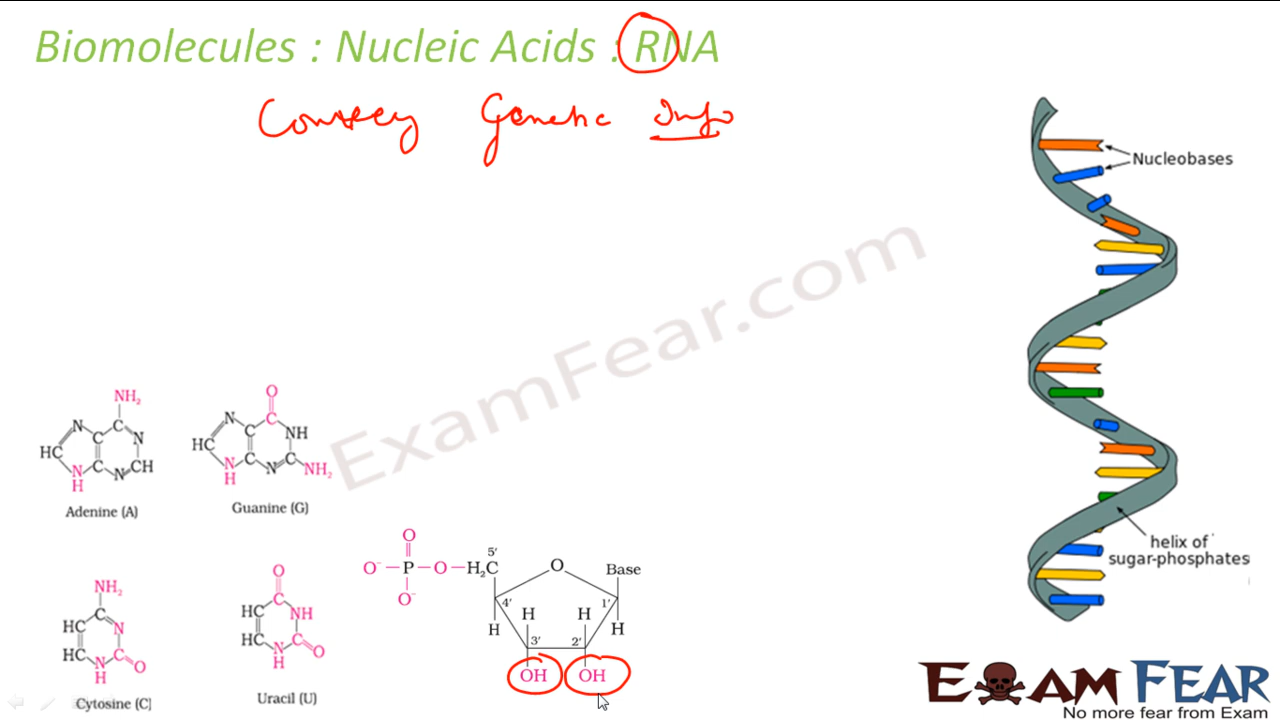 Biomolecules : Nucleic Acids : RNA
Convey Genetic Info
Nucleobases
ExamFear.com
NH₂
N
C
N
HC
C
CH
N
H
C
N
Adenine (A)
O
N
C
C
NH
HC
N
H
C
N
C
NH₂
Guanine (G)
helix of
sugar-phosphates
O
O⁻ — P — O — H₂C
O⁻
5'
O
Base
4'
1'
H
H
H
H
3'
2'
OH
OH
NH₂
C
HC
N
HC
C
O
N
H
Cytosine (C)
O
C
HC
NH
HC
C
O
N
H
Uracil (U)
EXAM FEAR
No more fear from Exam